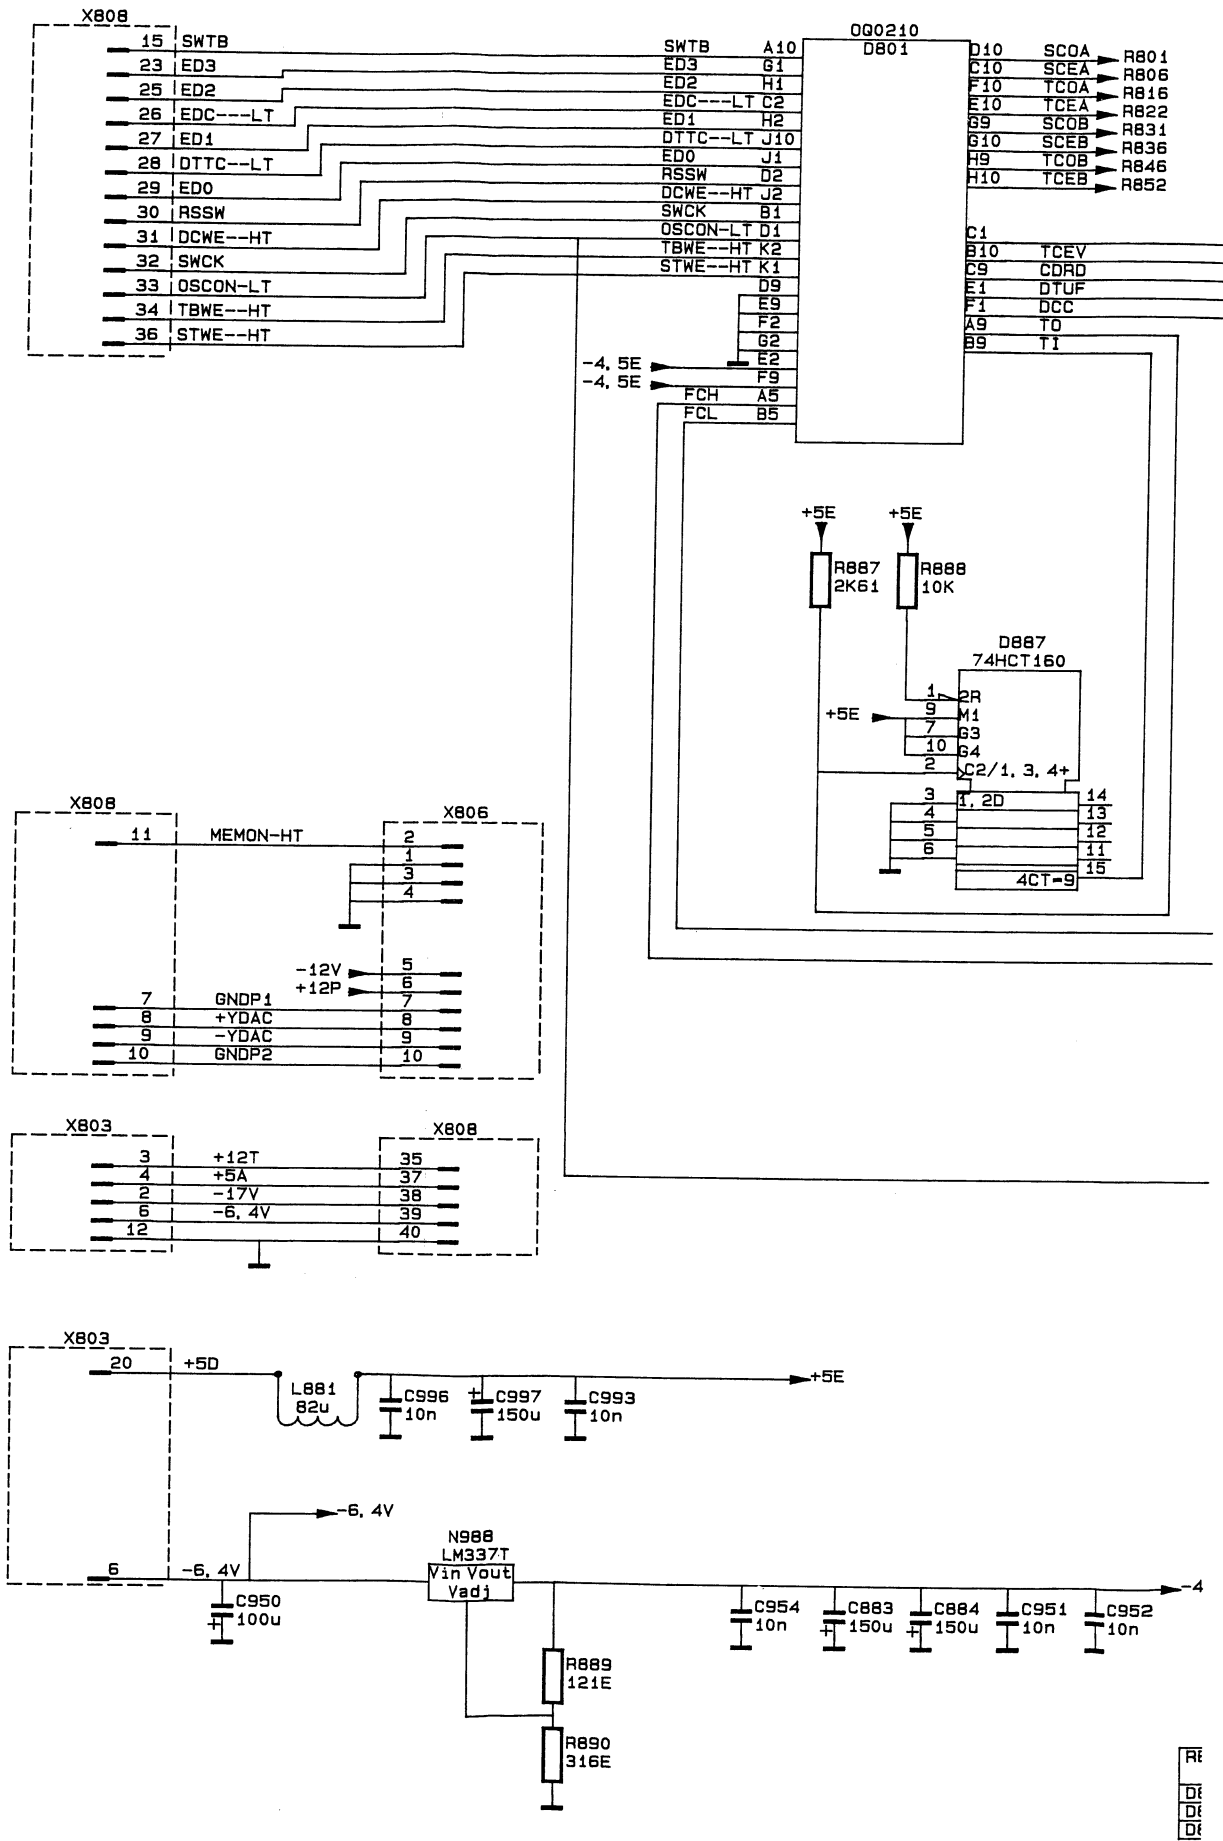 X808
15 SWTB
23 ED3
25 ED2
26 EDC---LT
27 ED1
28 DTTC--LT
29 ED0
30 RSSW
31 DCWE--HT
32 SWCK
33 OSCON-LT
34 TBWE--HT
36 STWE--HT
OQ0210
D801
SWTB A10
ED3 G1
ED2 H1
EDC---LT C2
ED1 H2
DTTC--LT J10
ED0 J1
RSSW D2
DCWE--HT J2
SWCK B1
OSCON-LT D1
TBWE--HT K2
STWE--HT K1
D9
E9
F2
G2
-4, 5E E2
-4, 5E F9
FCH A5
FCL B5
D10 SCOA R801
C10 SCEA R806
F10 TCOA R816
E10 TCEA R822
G9 SCOB R831
G10 SCEB R836
H9 TCOB R846
H10 TCEB R852
C1
B10 TCEV
C9 CDRD
E1 DTUF
F1 DCC
A9 TO
B9 TI
+5E +5E
R887 R888
2K61 10K
D887
74HCT160
1 2R
+5E 9 M1
7 G3
10 G4
2 C2/1, 3, 4+
3 1, 2D 14
4 13
5 12
6 11
4CT=9 15
X808 X806
11 MEMON-HT 2
1
3
4
-12V 5
+12P 6
7 GNDP1 7
8 +YDAC 8
9 -YDAC 9
10 GNDP2 10
X803 X808
3 +12T 35
4 +5A 37
2 -17V 38
6 -6, 4V 39
12 40
X803
20 +5D
L881
82u
C996
10n
C997
150u
C993
10n
+5E
-6, 4V
6 -6, 4V
C950
100u
N988
LM337T
Vin Vout
Vadj
R889
121E
R890
316E
C954
10n
C883
150u
C884
150u
C951
10n
C952
10n
-4